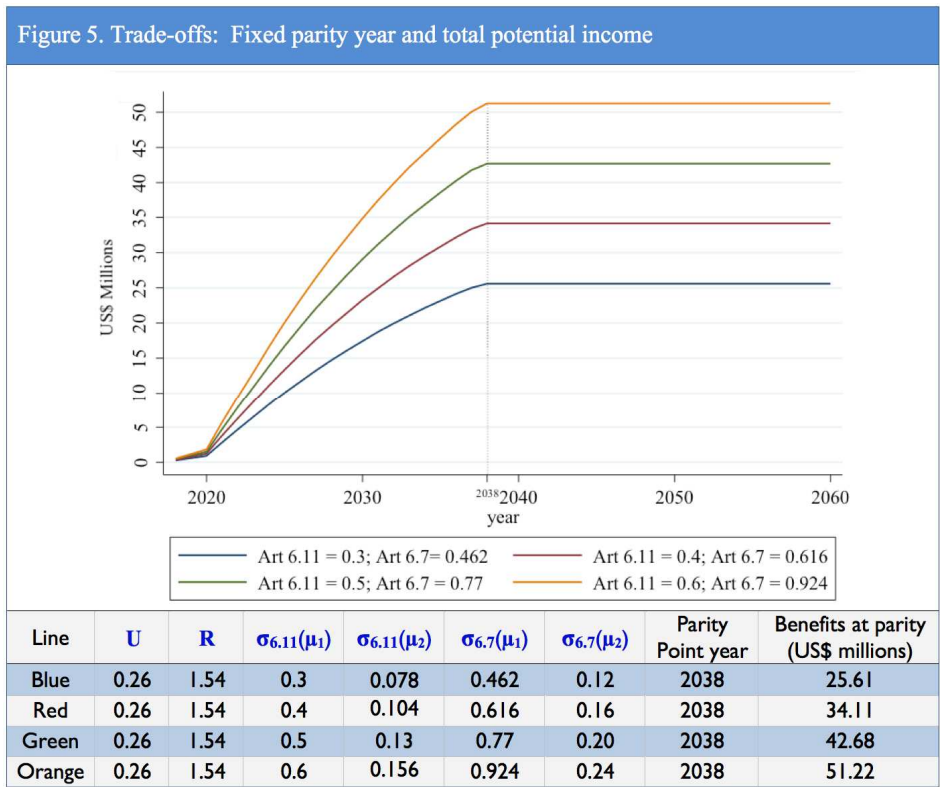 Figure 5. Trade-offs:  Fixed parity year and total potential income
50
45
40
35
30
25
20
15
10
5
0
US$ Millions
2020 2030 2038 2040 2050 2060
year
Art 6.11 = 0.3; Art 6.7= 0.462 Art 6.11 = 0.4; Art 6.7 = 0.616
Art 6.11 = 0.5; Art 6.7 = 0.77 Art 6.11 = 0.6; Art 6.7 = 0.924
Line U R σ6.11(μ1) σ6.11(μ2) σ6.7(μ1) σ6.7(μ2) Parity Point year Benefits at parity (US$ millions)
Blue 0.26 1.54 0.3 0.078 0.462 0.12 2038 25.61
Red 0.26 1.54 0.4 0.104 0.616 0.16 2038 34.11
Green 0.26 1.54 0.5 0.13 0.77 0.20 2038 42.68
Orange 0.26 1.54 0.6 0.156 0.924 0.24 2038 51.22